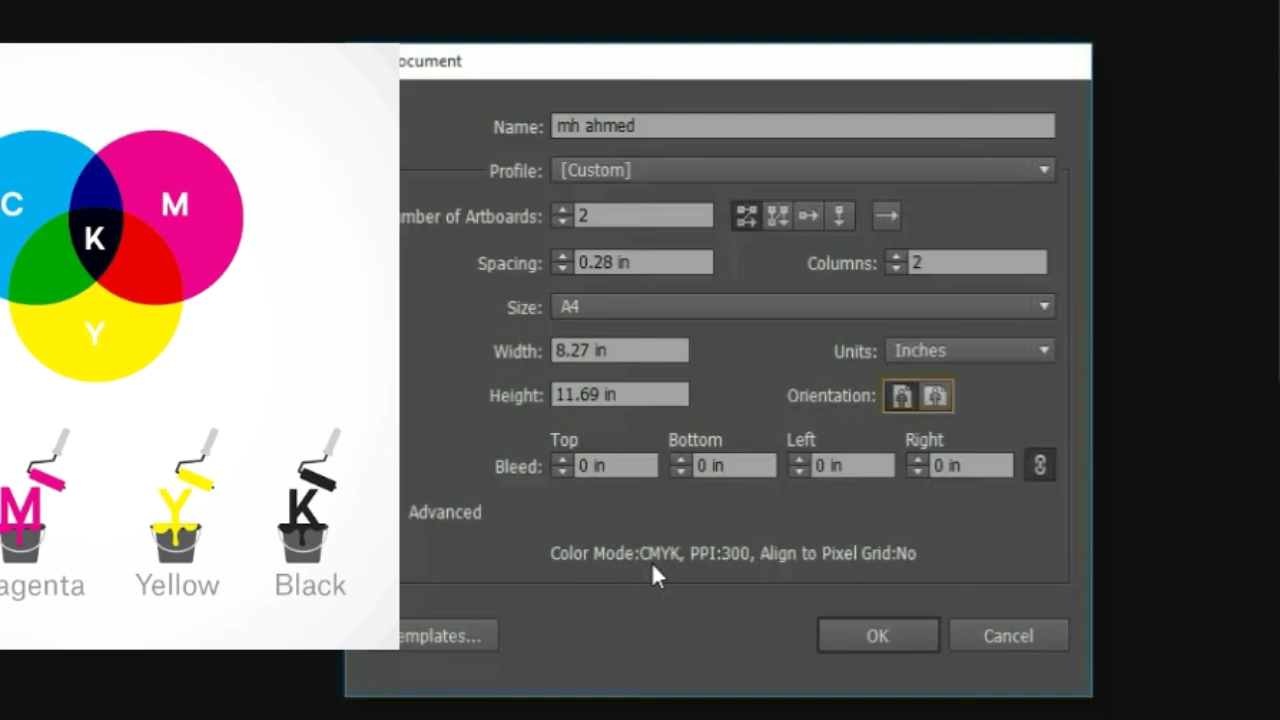 ocument
Name: mh ahmed
Profile: [Custom]
mber of Artboards: 2
Spacing: 0.28 in Columns: 2
Size: A4
Width: 8.27 in Units: Inches
Height: 11.69 in Orientation:
Top Bottom Left Right
Bleed: 0 in 0 in 0 in 0 in
Advanced
Color Mode:CMYK, PPI:300, Align to Pixel Grid:No
emplates... OK Cancel
C M
K
Y
M Y K
agenta Yellow Black